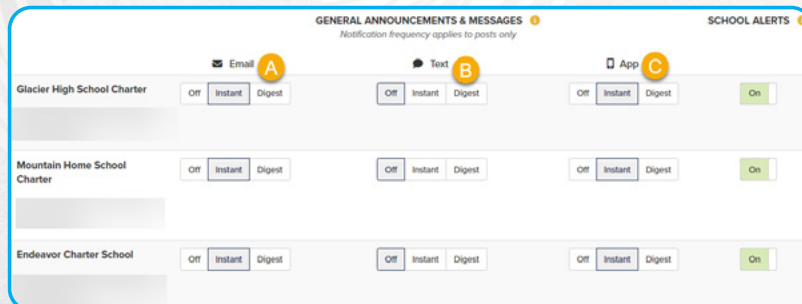 GENERAL ANNOUNCEMENTS & MESSAGES i SCHOOL ALERTS
Notification frequency applies to posts only
Email A Text B App C
Glacier High School Charter Off Instant Digest Off Instant Digest Off Instant Digest On
Mountain Home School Off Instant Digest Off Instant Digest Off Instant Digest On
Charter
Endeavor Charter School Off Instant Digest Off Instant Digest Off Instant Digest On